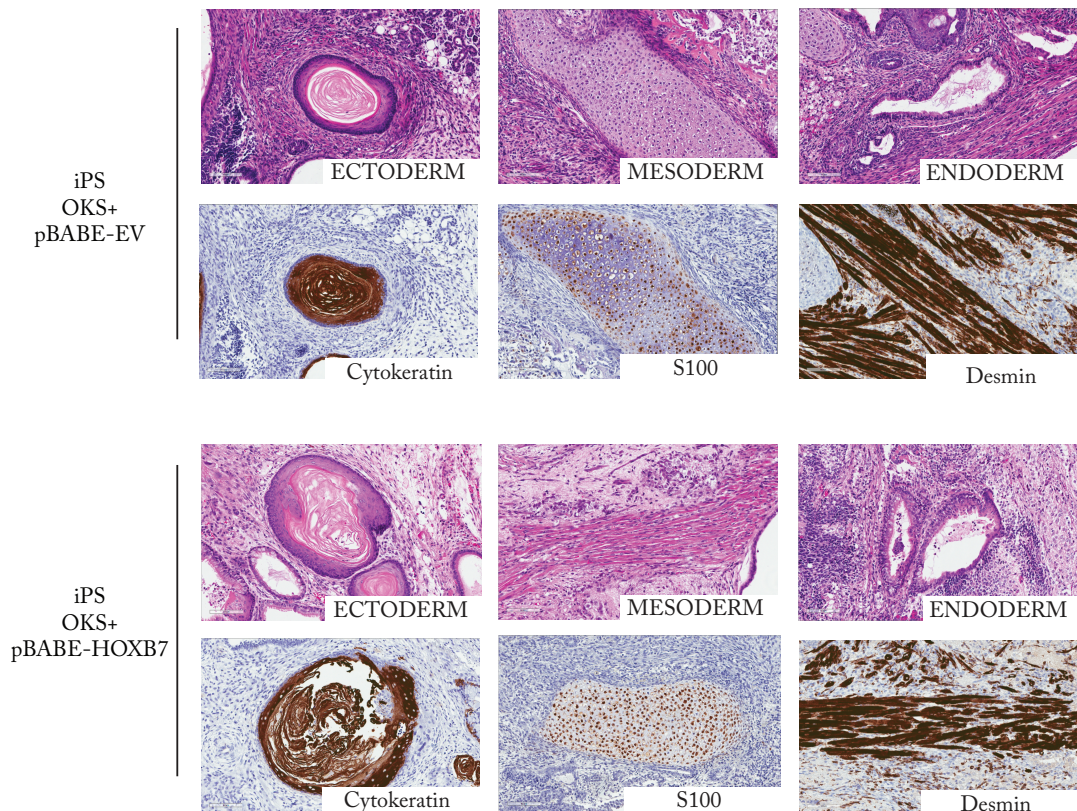 ECTODERM
MESODERM
ENDODERM
iPS
OKS+
pBABE-EV
Cytokeratin
S100
Desmin
ECTODERM
MESODERM
ENDODERM
iPS
OKS+
pBABE-HOXB7
Cytokeratin
S100
Desmin